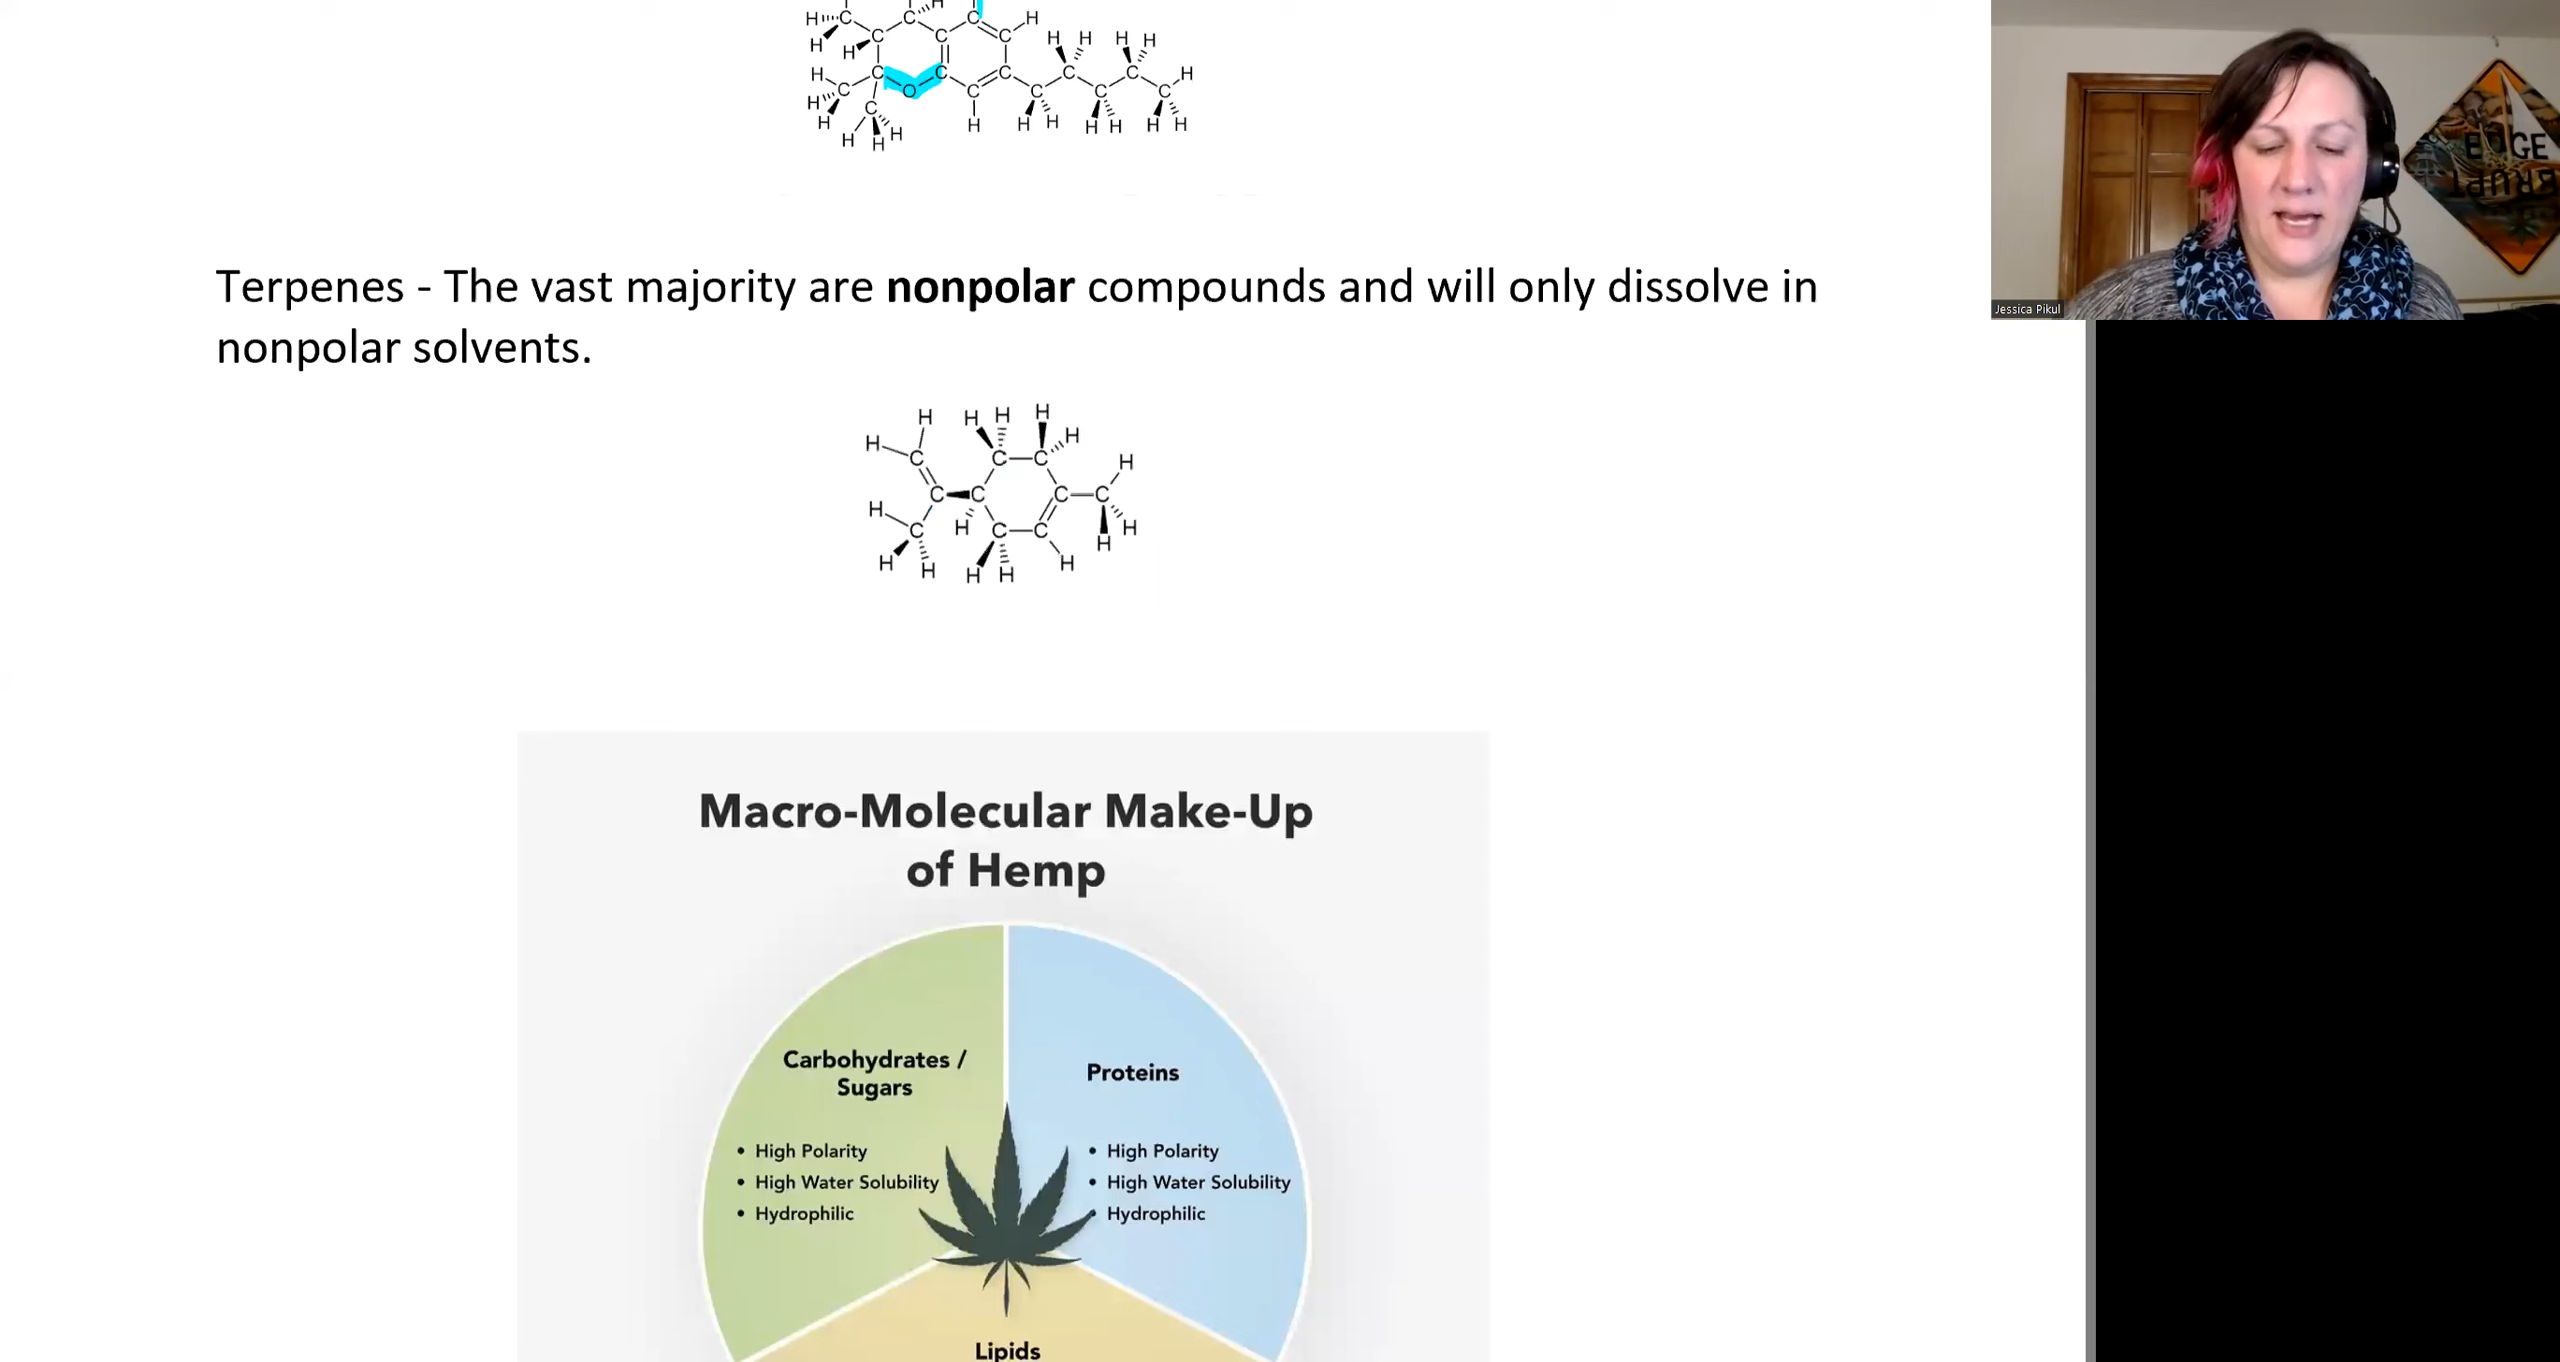 Terpenes - The vast majority are nonpolar compounds and will only dissolve in
nonpolar solvents.
Macro-Molecular Make-Up
of Hemp
Carbohydrates /
Sugars
• High Polarity
• High Water Solubility
• Hydrophilic
Proteins
• High Polarity
• High Water Solubility
• Hydrophilic
Lipids
EDGE
Jessica Pikul